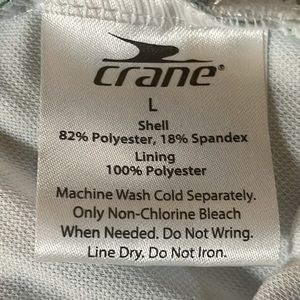 crane®
L
Shell
82% Polyester, 18% Spandex
Lining
100% Polyester
Machine Wash Cold Separately.
Only Non-Chlorine Bleach
When Needed. Do Not Wring.
Line Dry. Do Not Iron.